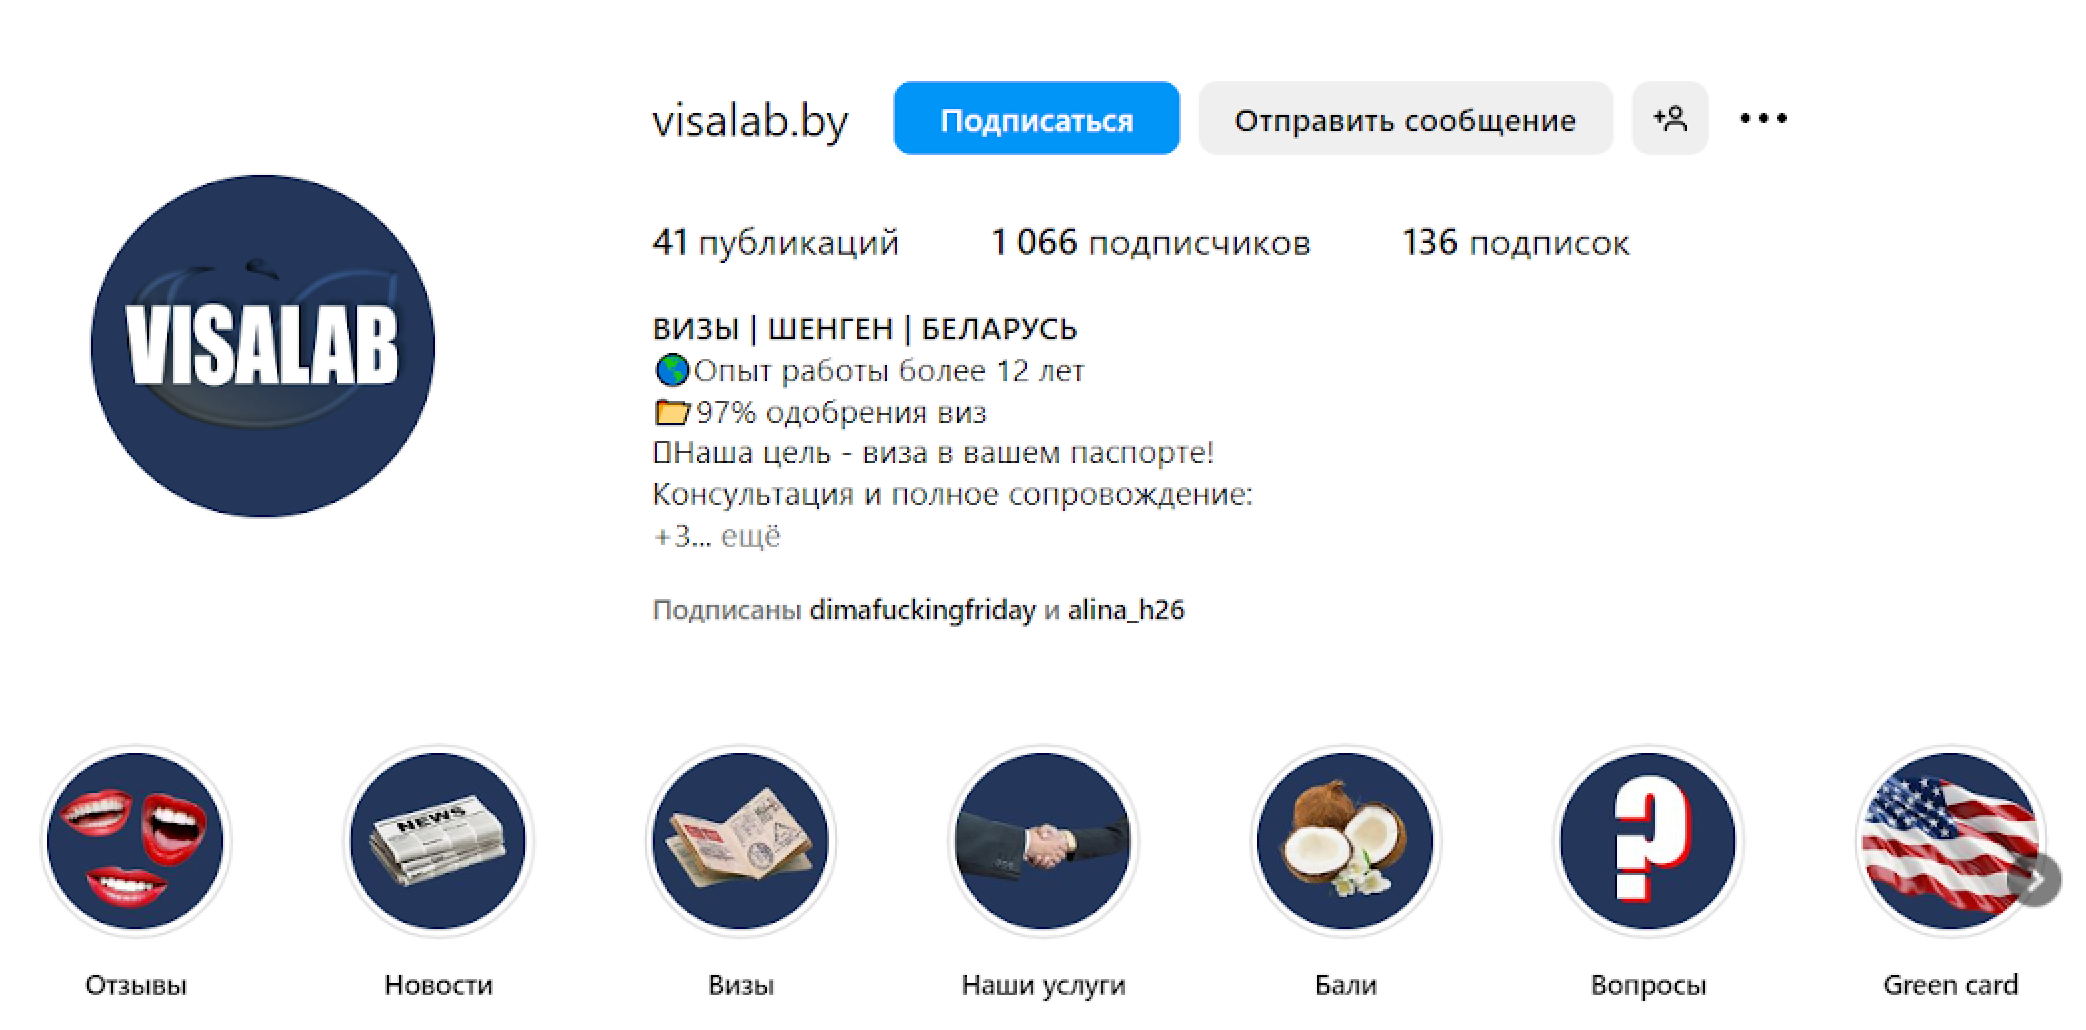 visalab.by Подписаться Отправить сообщение
41 публикаций 1 066 подписчиков 136 подписок
VISALAB
ВИЗЫ | ШЕНГЕН | БЕЛАРУСЬ
🌎Опыт работы более 12 лет
📂97% одобрения виз
▯Наша цель - виза в вашем паспорте!
Консультация и полное сопровождение:
+3... ещё
Подписаны dimafuckingfriday и alina_h26
NEWS
?
Отзывы Новости Визы Наши услуги Бали Вопросы Green card